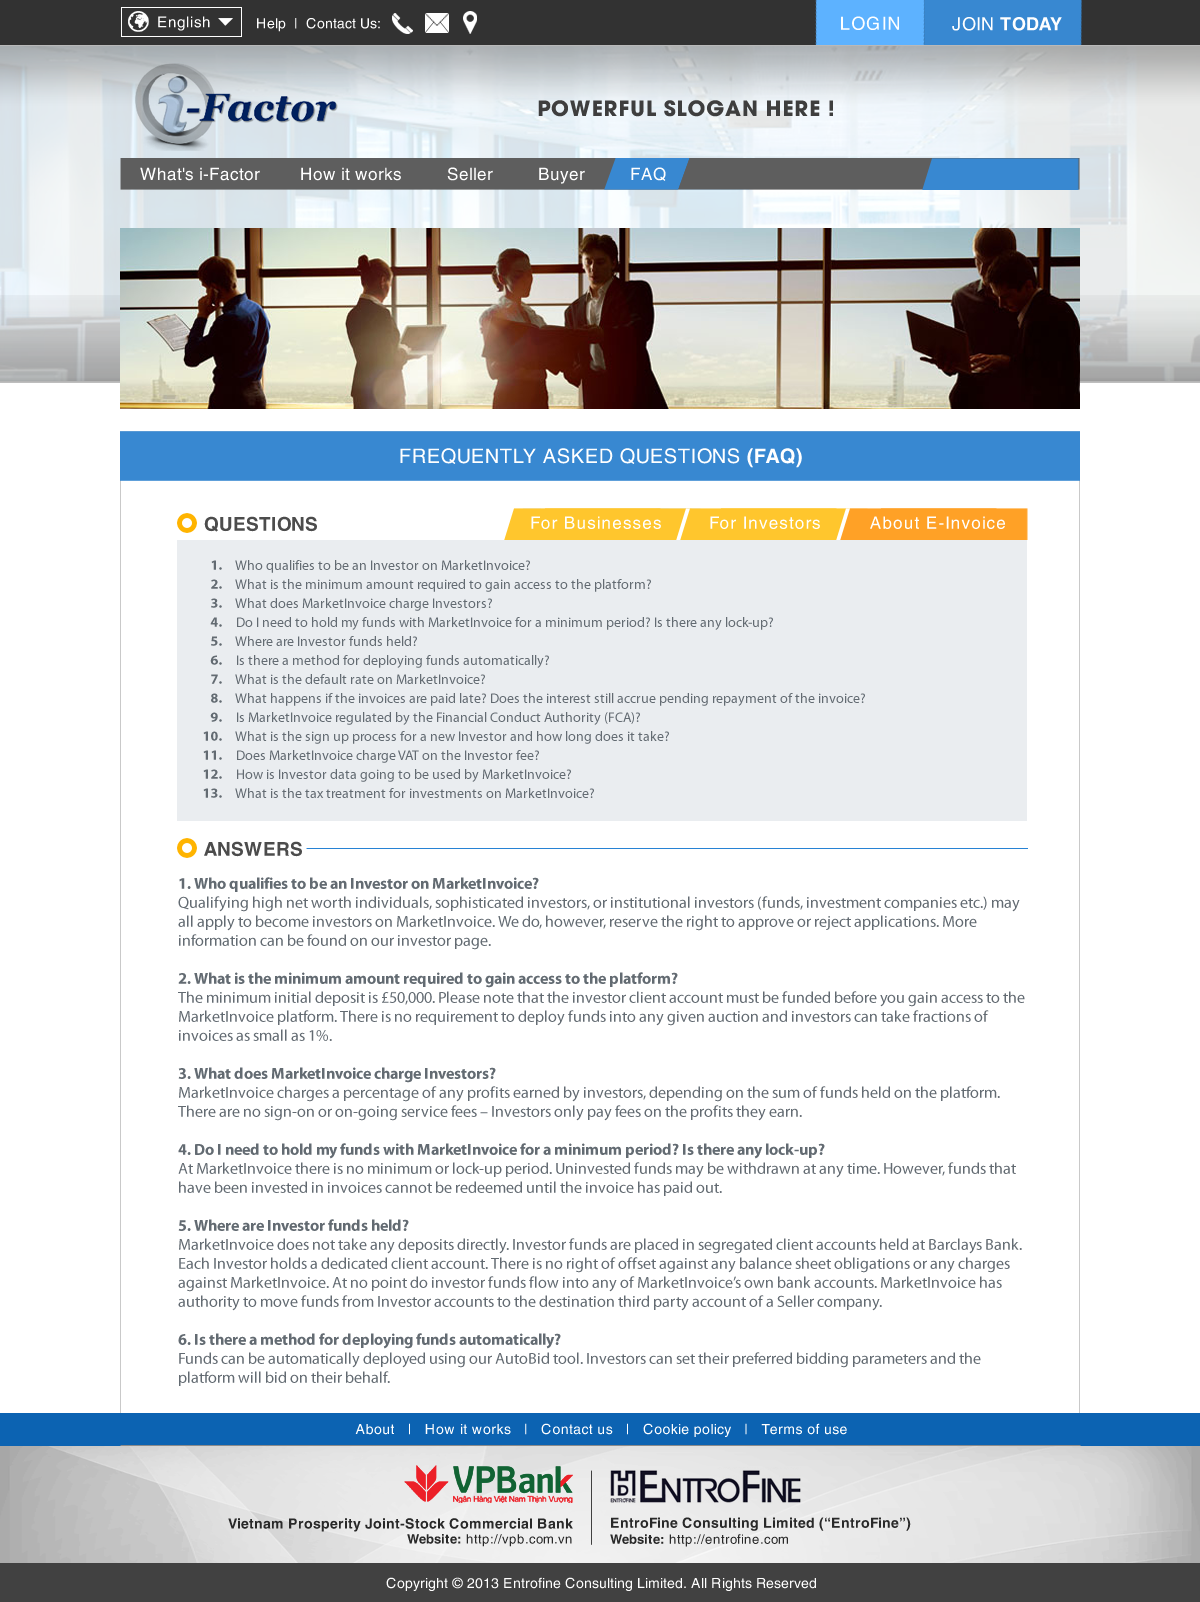 English
Help | Contact Us:
LOGIN
JOIN TODAY
i-Factor
POWERFUL SLOGAN HERE !
What's i-Factor
How it works
Seller
Buyer
FAQ
FREQUENTLY ASKED QUESTIONS (FAQ)
QUESTIONS
For Businesses
For Investors
About E-Invoice
1. Who qualifies to be an Investor on MarketInvoice?
2. What is the minimum amount required to gain access to the platform?
3. What does MarketInvoice charge Investors?
4. Do I need to hold my funds with MarketInvoice for a minimum period? Is there any lock-up?
5. Where are Investor funds held?
6. Is there a method for deploying funds automatically?
7. What is the default rate on MarketInvoice?
8. What happens if the invoices are paid late? Does the interest still accrue pending repayment of the invoice?
9. Is MarketInvoice regulated by the Financial Conduct Authority (FCA)?
10. What is the sign up process for a new Investor and how long does it take?
11. Does MarketInvoice charge VAT on the Investor fee?
12. How is Investor data going to be used by MarketInvoice?
13. What is the tax treatment for investments on MarketInvoice?
ANSWERS
1. Who qualifies to be an Investor on MarketInvoice?
Qualifying high net worth individuals, sophisticated investors, or institutional investors (funds, investment companies etc.) may
all apply to become investors on MarketInvoice. We do, however, reserve the right to approve or reject applications. More
information can be found on our investor page.
2. What is the minimum amount required to gain access to the platform?
The minimum initial deposit is £50,000. Please note that the investor client account must be funded before you gain access to the
MarketInvoice platform. There is no requirement to deploy funds into any given auction and investors can take fractions of
invoices as small as 1%.
3. What does MarketInvoice charge Investors?
MarketInvoice charges a percentage of any profits earned by investors, depending on the sum of funds held on the platform.
There are no sign-on or on-going service fees – Investors only pay fees on the profits they earn.
4. Do I need to hold my funds with MarketInvoice for a minimum period? Is there any lock-up?
At MarketInvoice there is no minimum or lock-up period. Uninvested funds may be withdrawn at any time. However, funds that
have been invested in invoices cannot be redeemed until the invoice has paid out.
5. Where are Investor funds held?
MarketInvoice does not take any deposits directly. Investor funds are placed in segregated client accounts held at Barclays Bank.
Each Investor holds a dedicated client account. There is no right of offset against any balance sheet obligations or any charges
against MarketInvoice. At no point do investor funds flow into any of MarketInvoice’s own bank accounts. MarketInvoice has
authority to move funds from Investor accounts to the destination third party account of a Seller company.
6. Is there a method for deploying funds automatically?
Funds can be automatically deployed using our AutoBid tool. Investors can set their preferred bidding parameters and the
platform will bid on their behalf.
About | How it works | Contact us | Cookie policy | Terms of use
VPBank
Ngân Hàng Việt Nam Thịnh Vượng
Vietnam Prosperity Joint-Stock Commercial Bank
Website: http://vpb.com.vn
ENTROFINE
ENTROFINE
EntroFine Consulting Limited (“EntroFine”)
Website: http://entrofine.com
Copyright © 2013 Entrofine Consulting Limited. All Rights Reserved